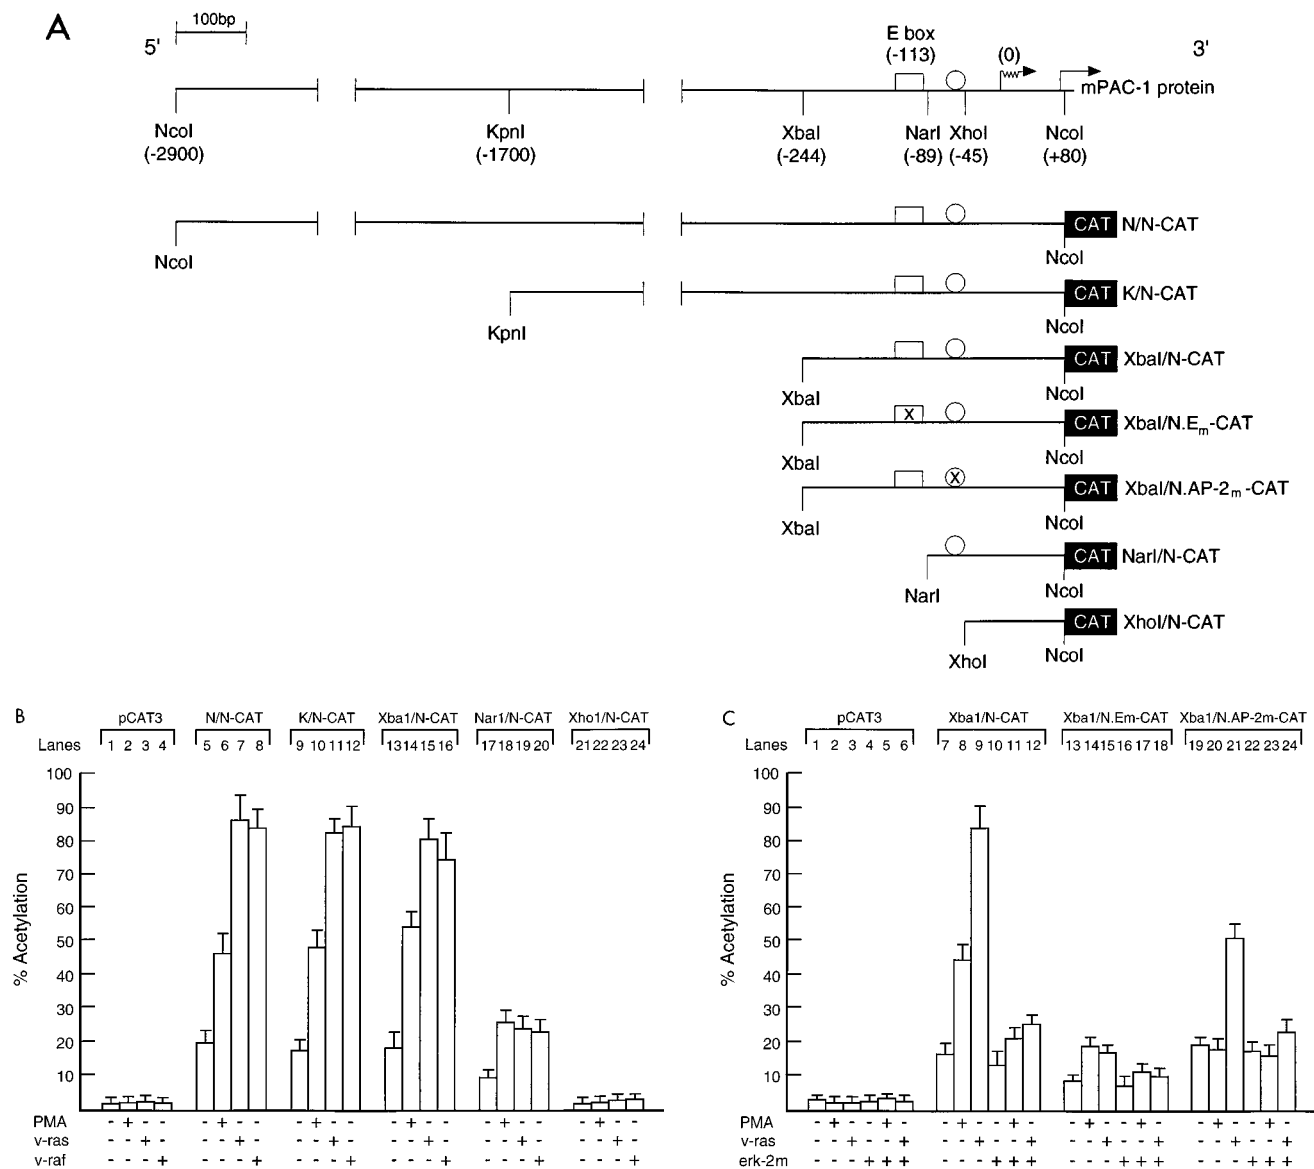 A
100bp
5'
E box
(-113)
(0)
3'
mPAC-1 protein
NcoI
(-2900)
KpnI
(-1700)
XbaI
(-244)
NarI
(-89)
XhoI
(-45)
NcoI
(+80)
CAT N/N-CAT
NcoI
NcoI
CAT K/N-CAT
KpnI
NcoI
CAT XbaI/N-CAT
XbaI
NcoI
X
CAT XbaI/N.Em-CAT
XbaI
NcoI
X
CAT XbaI/N.AP-2m-CAT
XbaI
NcoI
CAT NarI/N-CAT
NarI
NcoI
CAT XhoI/N-CAT
XhoI
NcoI
B
pCAT3 N/N-CAT K/N-CAT Xba1/N-CAT Nar1/N-CAT Xho1/N-CAT
Lanes 1 2 3 4 5 6 7 8 9 10 11 12 13 14 15 16 17 18 19 20 21 22 23 24
% Acetylation
100
90
80
70
60
50
40
30
20
10
PMA - + - - - + - - - + - - - + - - - + - - - + - -
v-ras - - + - - - + - - - + - - - + - - - + - - - + -
v-raf - - - + - - - + - - - + - - - + - - - + - - - +
C
pCAT3 Xba1/N-CAT Xba1/N.Em-CAT Xba1/N.AP-2m-CAT
Lanes 1 2 3 4 5 6 7 8 9 10 11 12 13 14 15 16 17 18 19 20 21 22 23 24
% Acetylation
100
90
80
70
60
50
40
30
20
10
PMA - + - - + - - + - - + - - + - - + - - + - - + -
v-ras - - + - - + - - + - - + - - + - - + - - + - - +
erk-2m - - - + + + - - - + + + - - - + + + - - - + + +